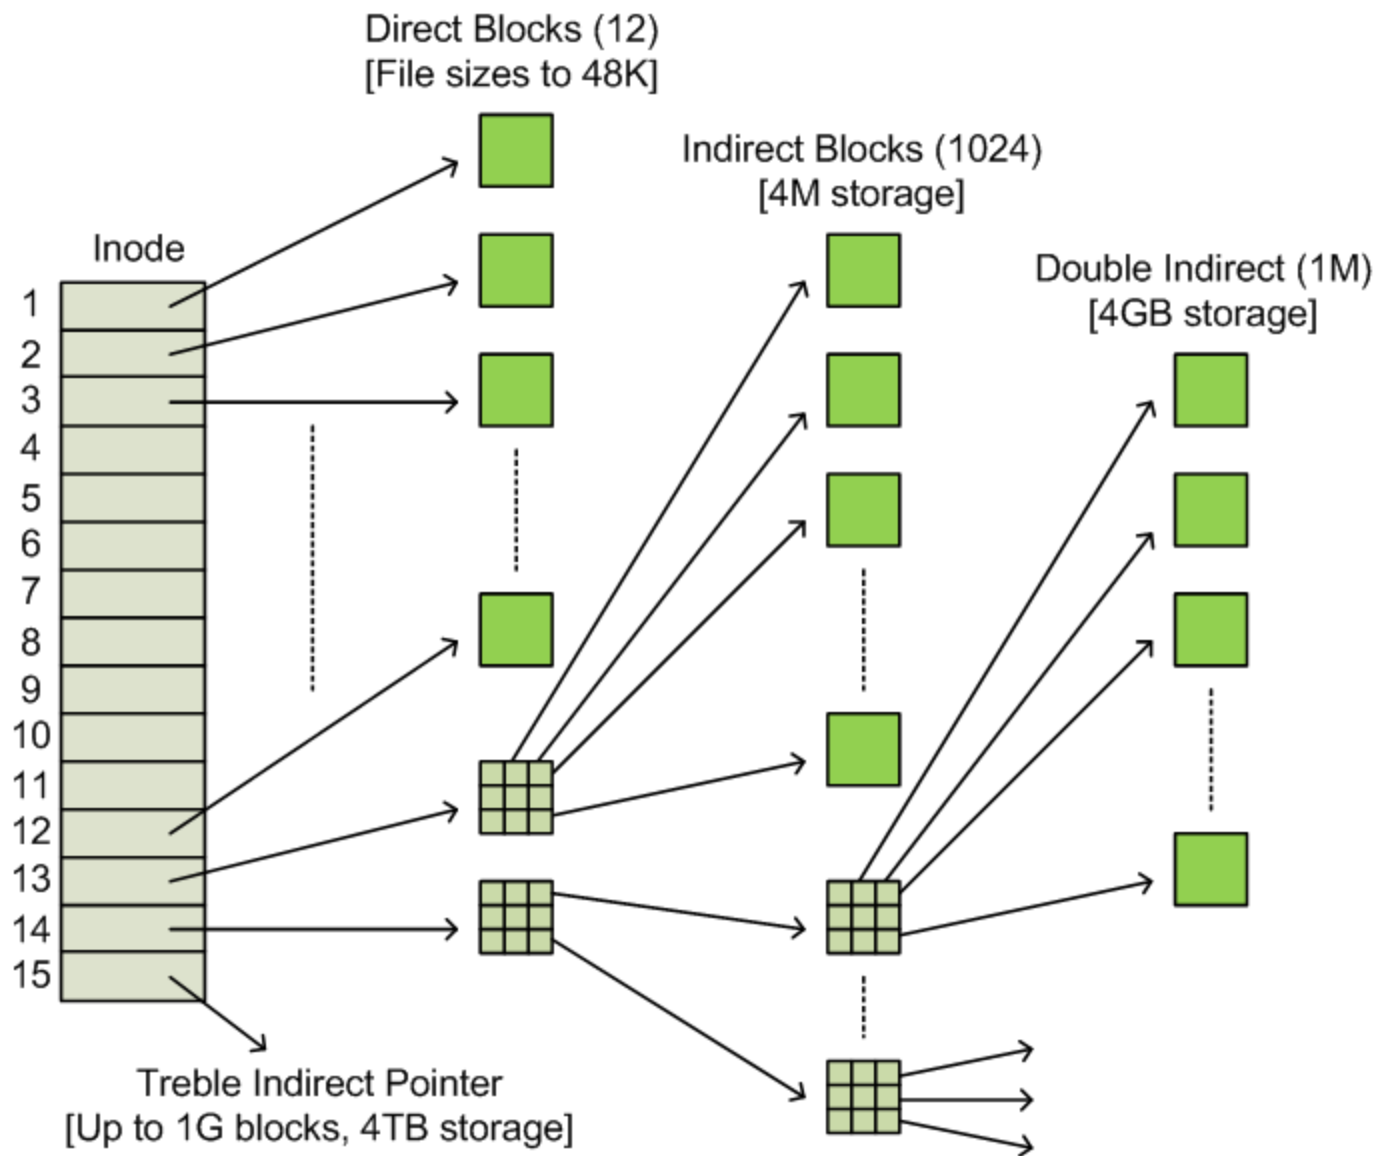 Direct Blocks (12)
[File sizes to 48K]
Indirect Blocks (1024)
[4M storage]
Double Indirect (1M)
[4GB storage]
Inode
1
2
3
4
5
6
7
8
9
10
11
12
13
14
15
Treble Indirect Pointer
[Up to 1G blocks, 4TB storage]